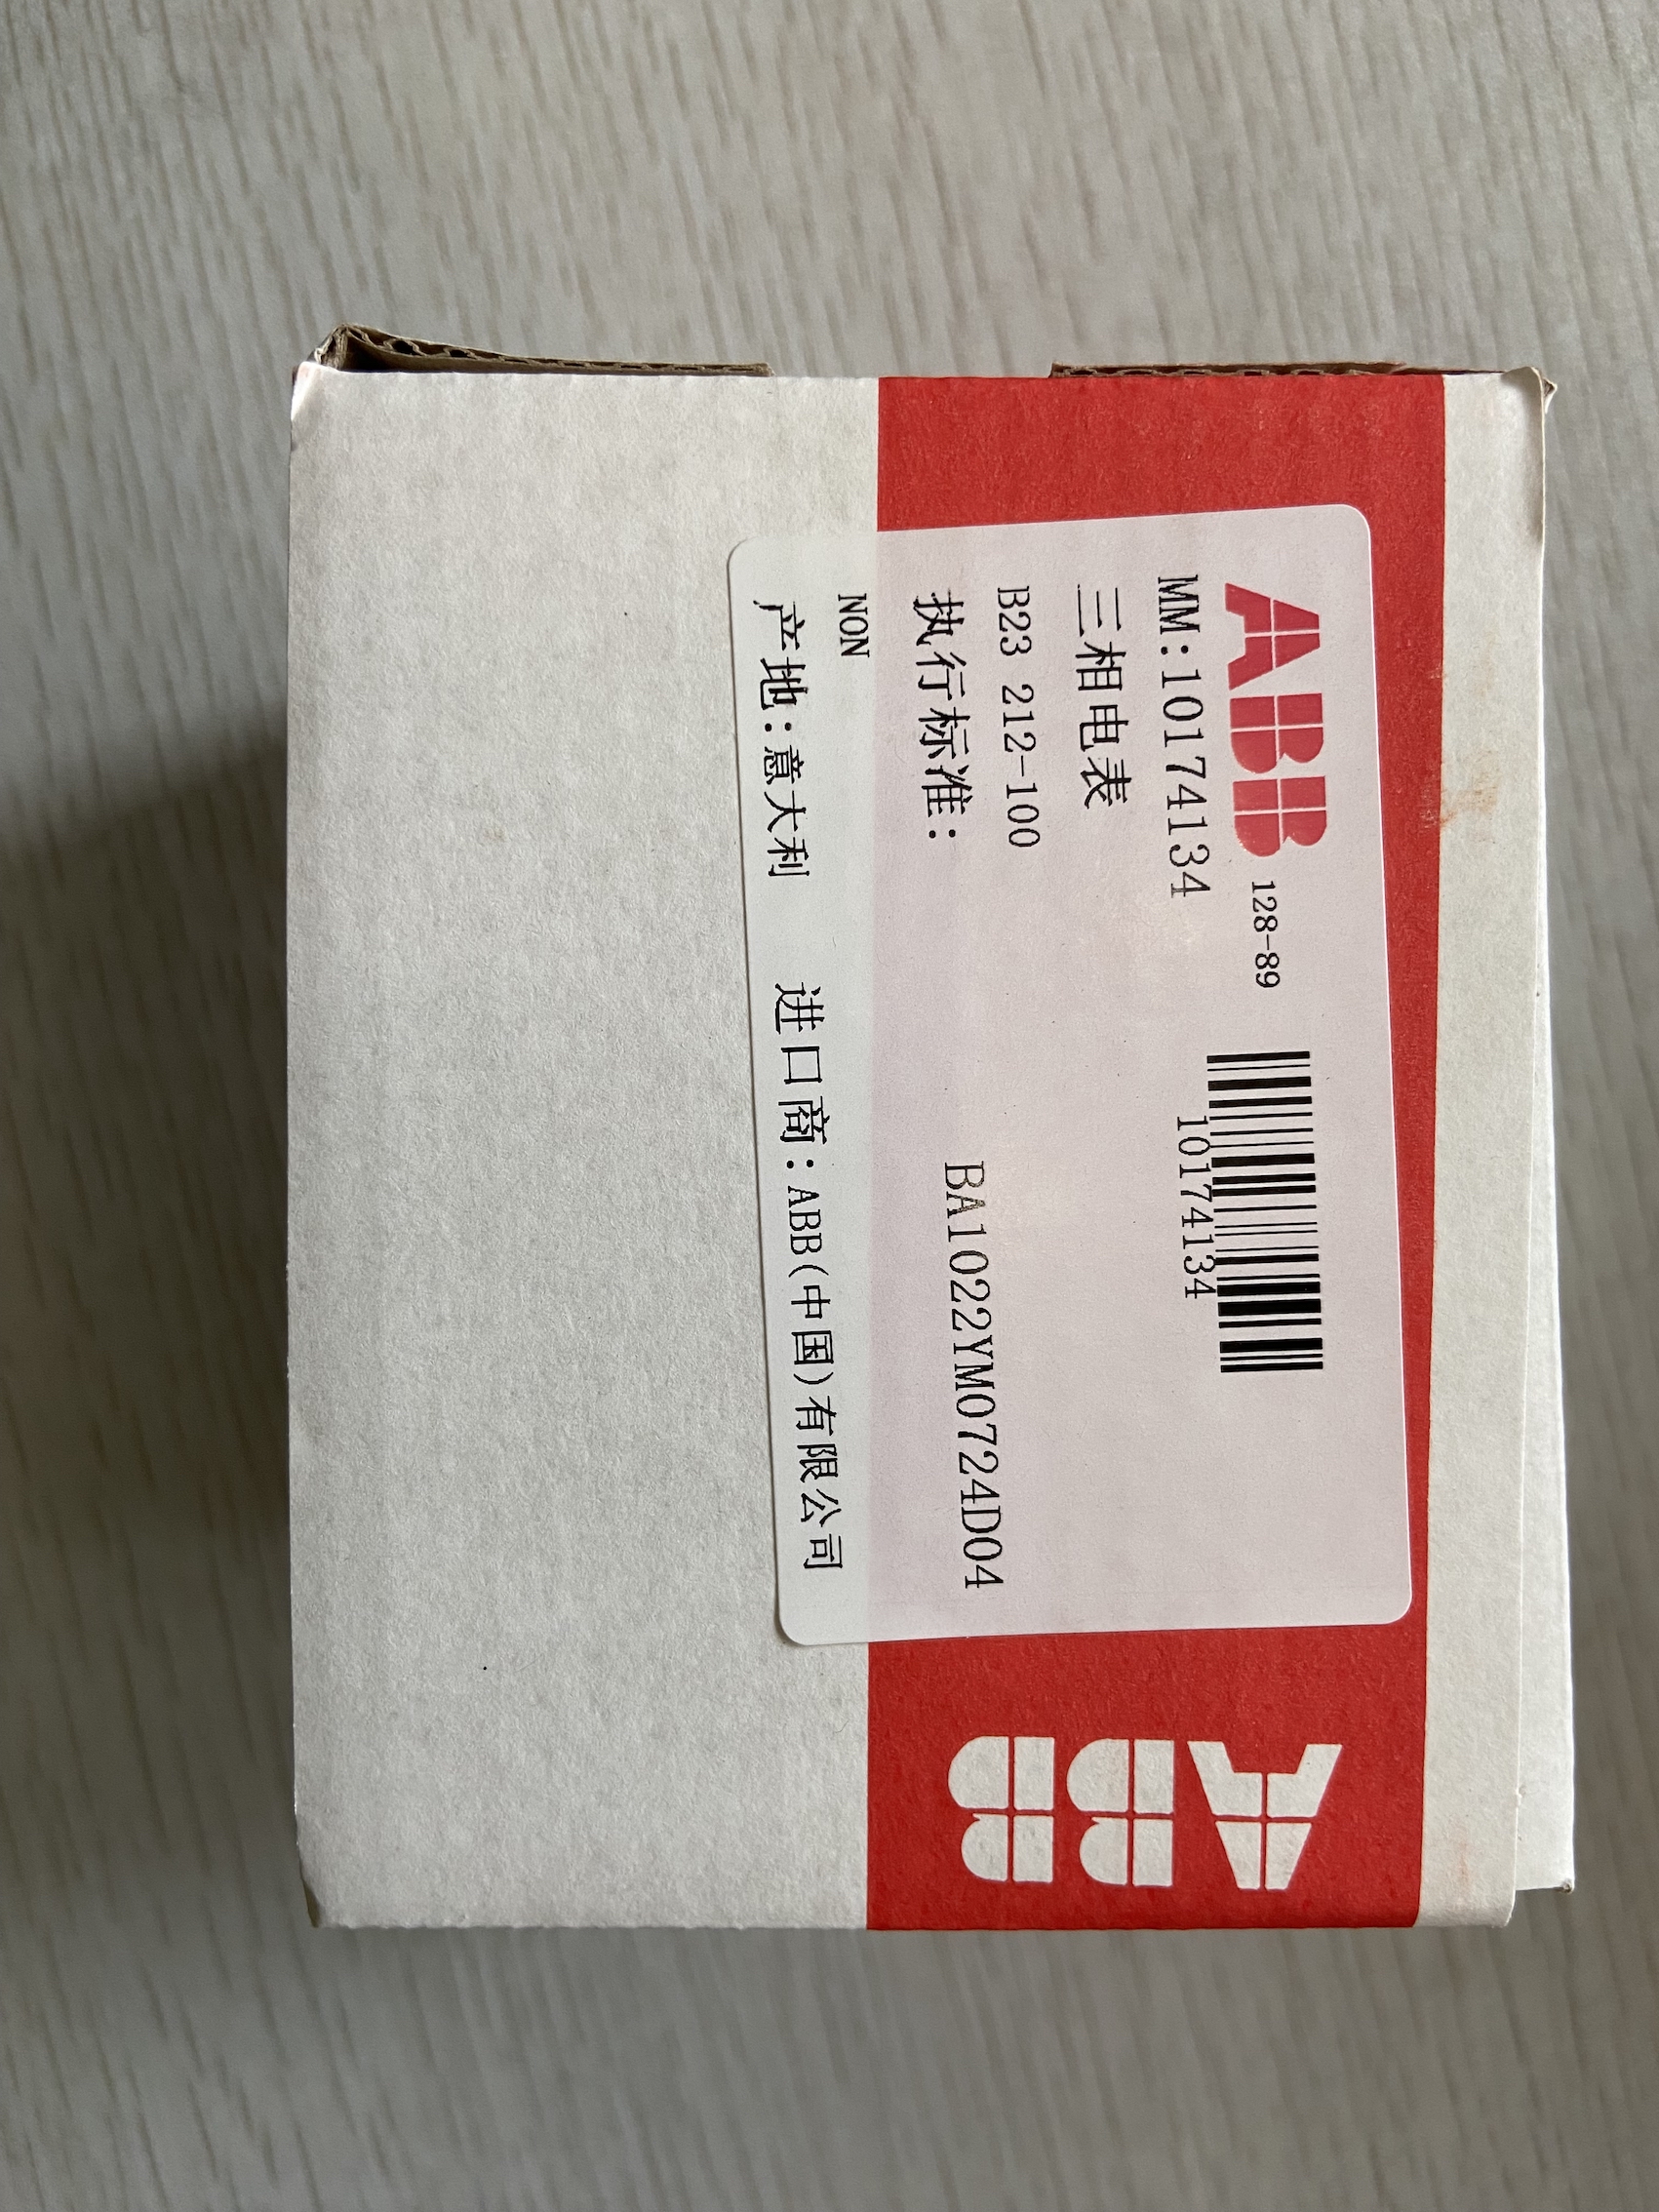 ABB 128-89
10174134
MM:10174134
三相电表
B23 212-100
执行标准:
BA1022YM0724D04
NON
产地:意大利 进口商:ABB(中国)有限公司
ABB